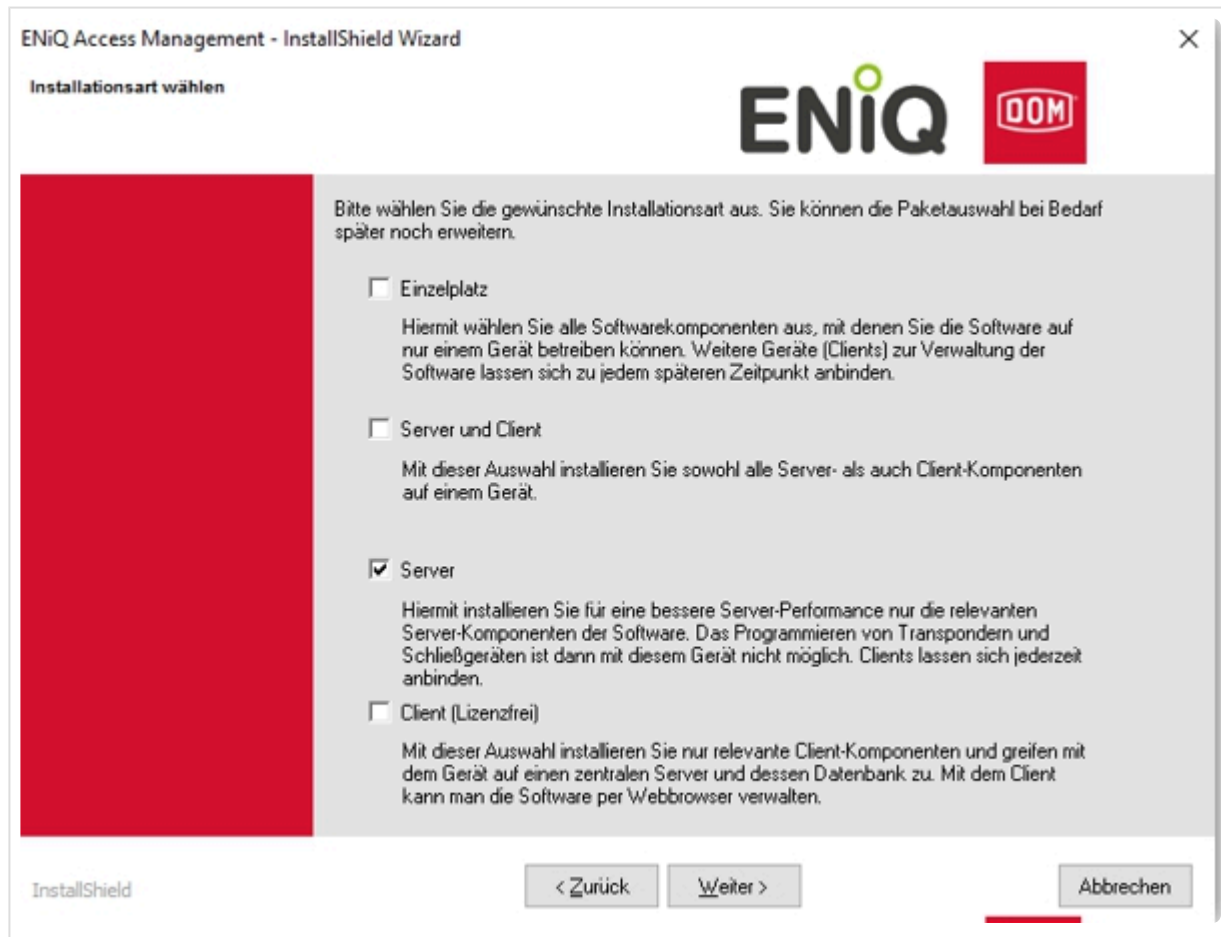 ENiQ Access Management - InstallShield Wizard
Installationsart wählen
ENiQ
DOM
Bitte wählen Sie die gewünschte Installationsart aus. Sie können die Paketauswahl bei Bedarf
später noch erweitern.
Einzelplatz
Hiermit wählen Sie alle Softwarekomponenten aus, mit denen Sie die Software auf
nur einem Gerät betreiben können. Weitere Geräte (Clients) zur Verwaltung der
Software lassen sich zu jedem späteren Zeitpunkt anbinden.
Server und Client
Mit dieser Auswahl installieren Sie sowohl alle Server- als auch Client-Komponenten
auf einem Gerät.
Server
Hiermit installieren Sie für eine bessere Server-Performance nur die relevanten
Server-Komponenten der Software. Das Programmieren von Transpondern und
Schließgeräten ist dann mit diesem Gerät nicht möglich. Clients lassen sich jederzeit
anbinden.
Client (Lizenzfrei)
Mit dieser Auswahl installieren Sie nur relevante Client-Komponenten und greifen mit
dem Gerät auf einen zentralen Server und dessen Datenbank zu. Mit dem Client
kann man die Software per Webbrowser verwalten.
InstallShield
< Zurück
Weiter >
Abbrechen